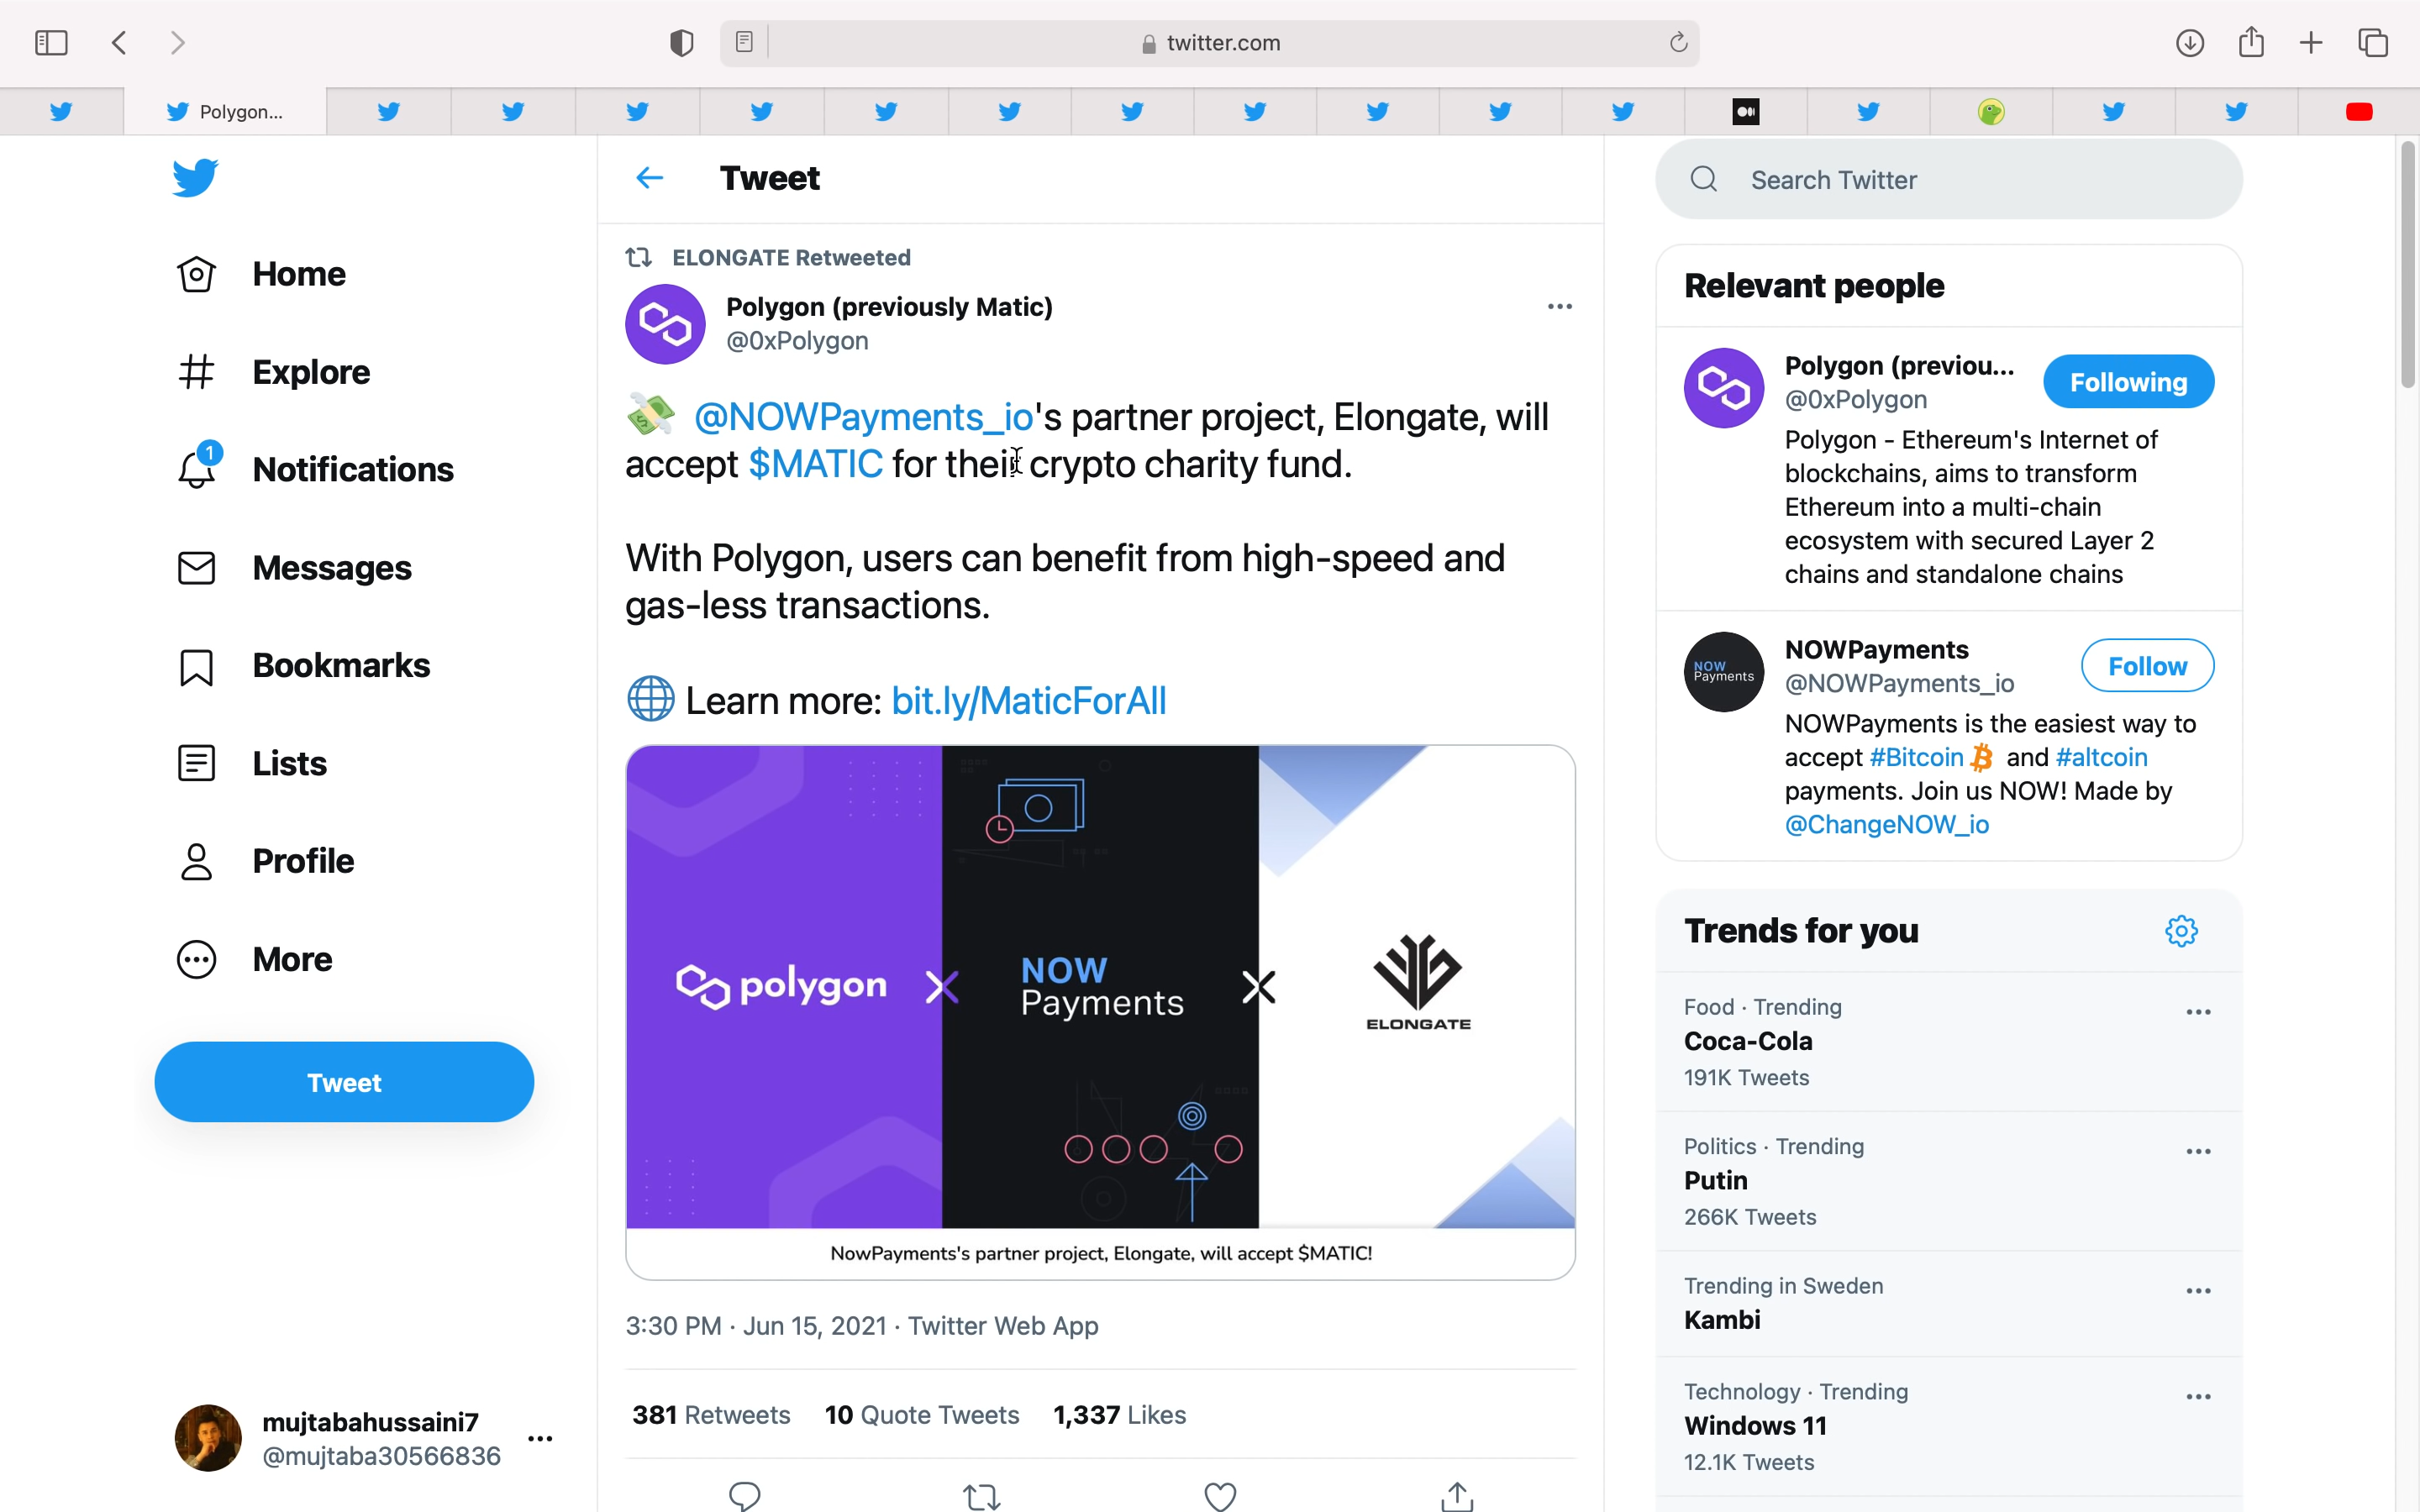 twitter.com
Polygon...
Home
Explore
1
Notifications
Messages
Bookmarks
Lists
Profile
More
Tweet
mujtabahussaini7
@mujtaba30566836
Tweet
ELONGATE Retweeted
Polygon (previously Matic)
@0xPolygon
@NOWPayments_io's partner project, Elongate, will
accept $MATIC for their crypto charity fund.
With Polygon, users can benefit from high-speed and
gas-less transactions.
Learn more: bit.ly/MaticForAll
polygon
NOW
Payments
ELONGATE
NowPayments's partner project, Elongate, will accept $MATIC!
3:30 PM · Jun 15, 2021 · Twitter Web App
381 Retweets 10 Quote Tweets 1,337 Likes
Search Twitter
Relevant people
Polygon (previou...
@0xPolygon
Following
Polygon - Ethereum's Internet of
blockchains, aims to transform
Ethereum into a multi-chain
ecosystem with secured Layer 2
chains and standalone chains
NOW
Payments
NOWPayments
@NOWPayments_io
Follow
NOWPayments is the easiest way to
accept #Bitcoin and #altcoin
payments. Join us NOW! Made by
@ChangeNOW_io
Trends for you
Food · Trending
Coca-Cola
191K Tweets
Politics · Trending
Putin
266K Tweets
Trending in Sweden
Kambi
Technology · Trending
Windows 11
12.1K Tweets